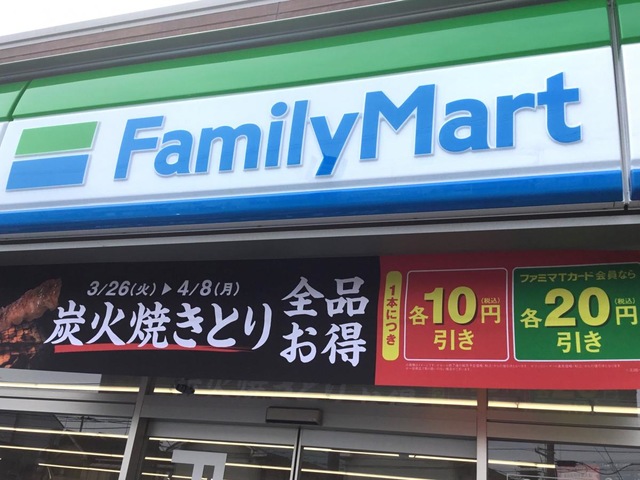 FamilyMart
3/26(火)▶4/8(月)
炭火焼きとり
全品
お得
1本につき
各10円(税込)
引き
ファミマTカード会員なら
各20円(税込)
引き